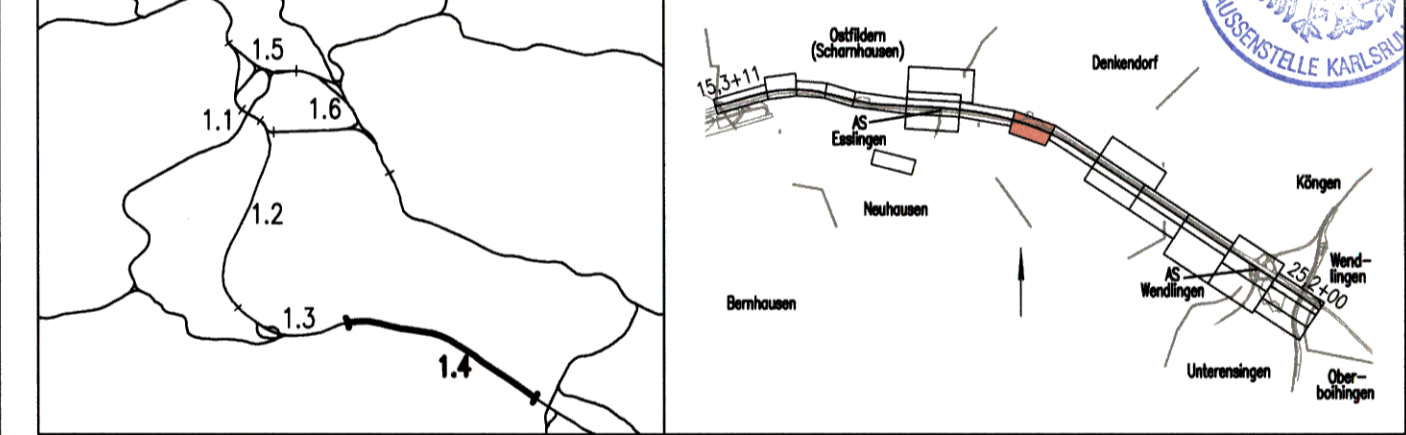 1.5
1.6
1.1
1.2
1.3
1.4
Ostfildern
(Scharnhausen)
Denkendorf
15,3+11
AS
Esslingen
Neuhausen
Köngen
Bernhausen
AS
Wendlingen
25,2+00
Wend-
lingen
Unterensingen
Ober-
boihingen
AUSSENSTELLE KARLSRU